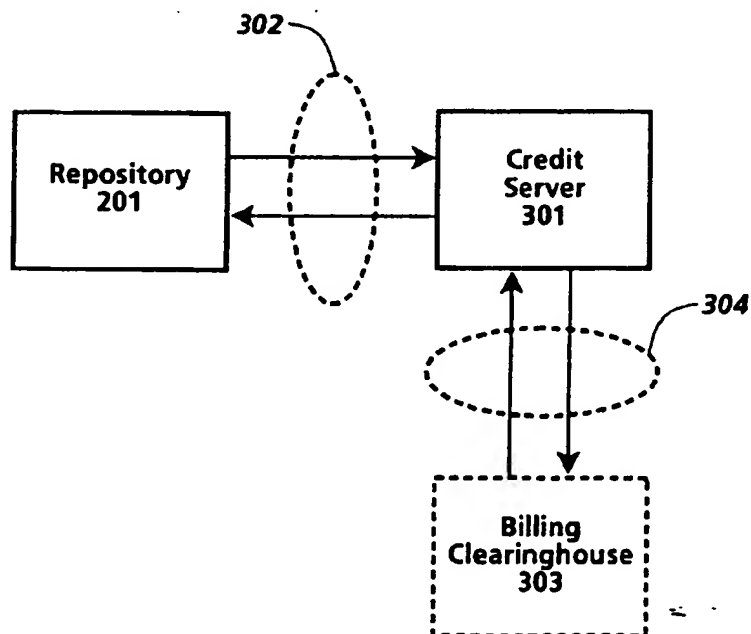 302
Repository
201
Credit
Server
301
304
Billing
Clearinghouse
303